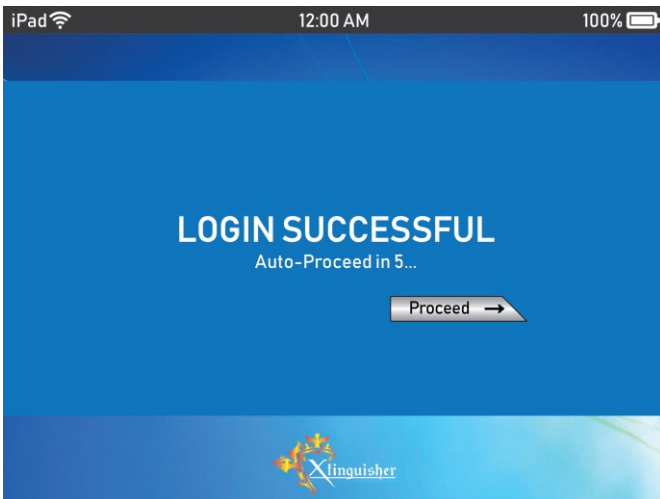 iPad 12:00 AM 100%
LOGIN SUCCESSFUL
Auto-Proceed in 5...
Proceed →
Xtinguisher